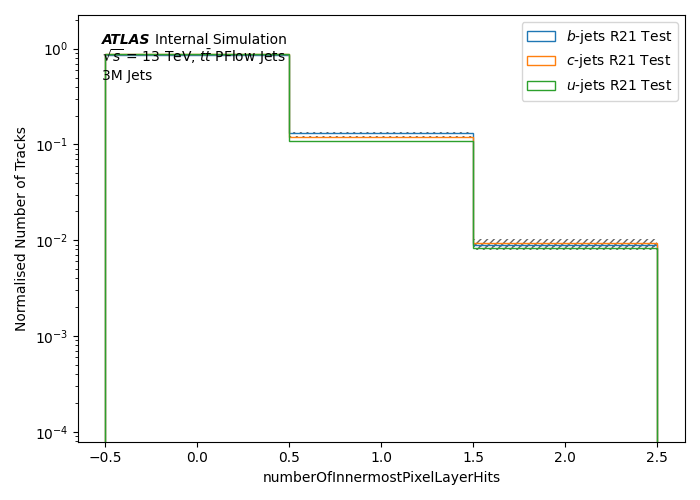 ATLAS Internal Simulation
√s = 13 TeV, tt̄ PFlow Jets
3M Jets
b-jets R21 Test
c-jets R21 Test
u-jets R21 Test
Normalised Number of Tracks
10⁰
10⁻¹
10⁻²
10⁻³
10⁻⁴
−0.5 0.0 0.5 1.0 1.5 2.0 2.5
numberOfInnermostPixelLayerHits